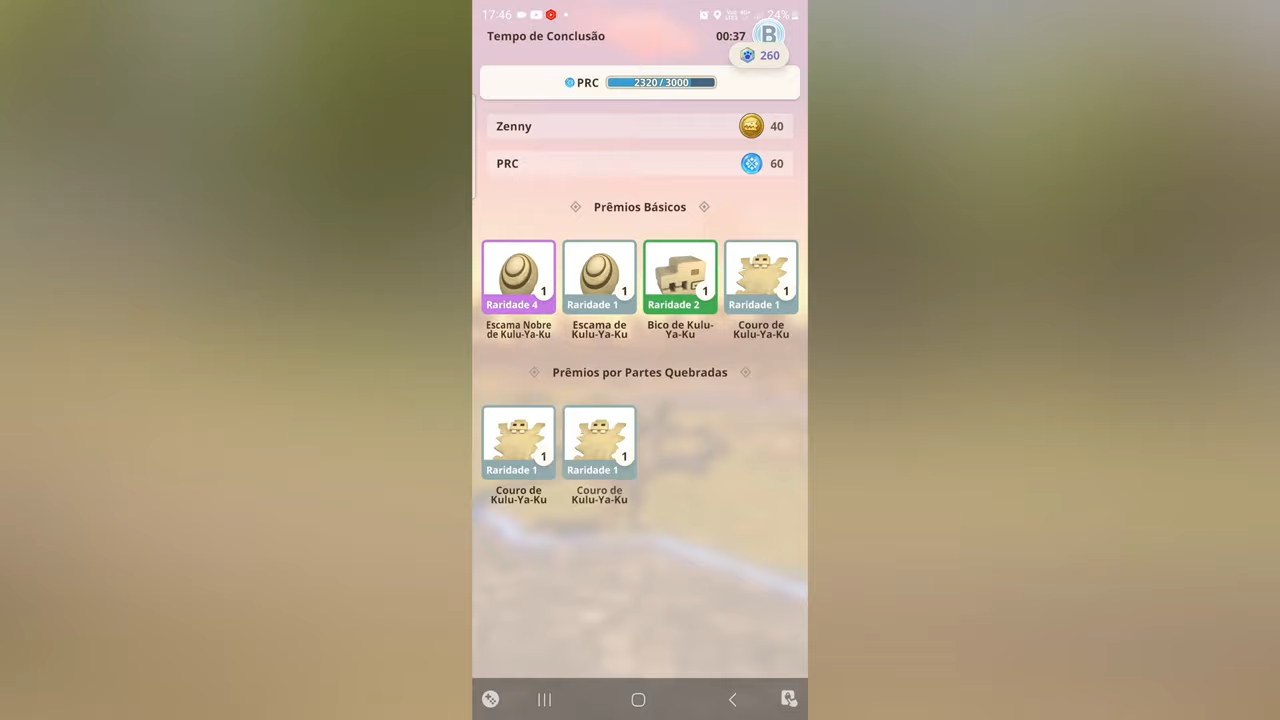 17:46 24%
Tempo de Conclusão 00:37 B
260
PRC 2320 / 3000
Zenny 40
PRC 60
Prêmios Básicos
1 1 1 1
Raridade 4 Raridade 1 Raridade 2 Raridade 1
Escama Nobre Escama de Bico de Kulu- Couro de
de Kulu-Ya-Ku Kulu-Ya-Ku Ya-Ku Kulu-Ya-Ku
Prêmios por Partes Quebradas
1 1
Raridade 1 Raridade 1
Couro de Couro de
Kulu-Ya-Ku Kulu-Ya-Ku